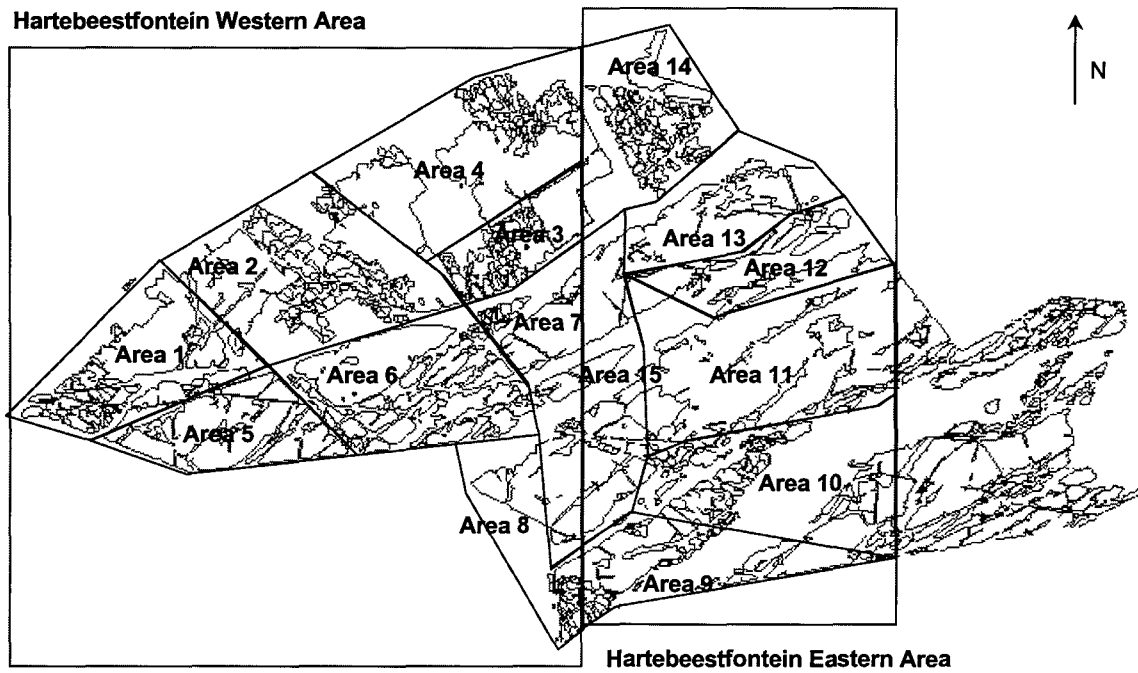 Hartebeestfontein Western Area
Area 14
N
Area 4
Area 3
Area 13
Area 2
Area 12
Area 7
Area 1
Area 6
Area 15
Area 11
Area 5
Area 10
Area 8
Area 9
Hartebeestfontein Eastern Area